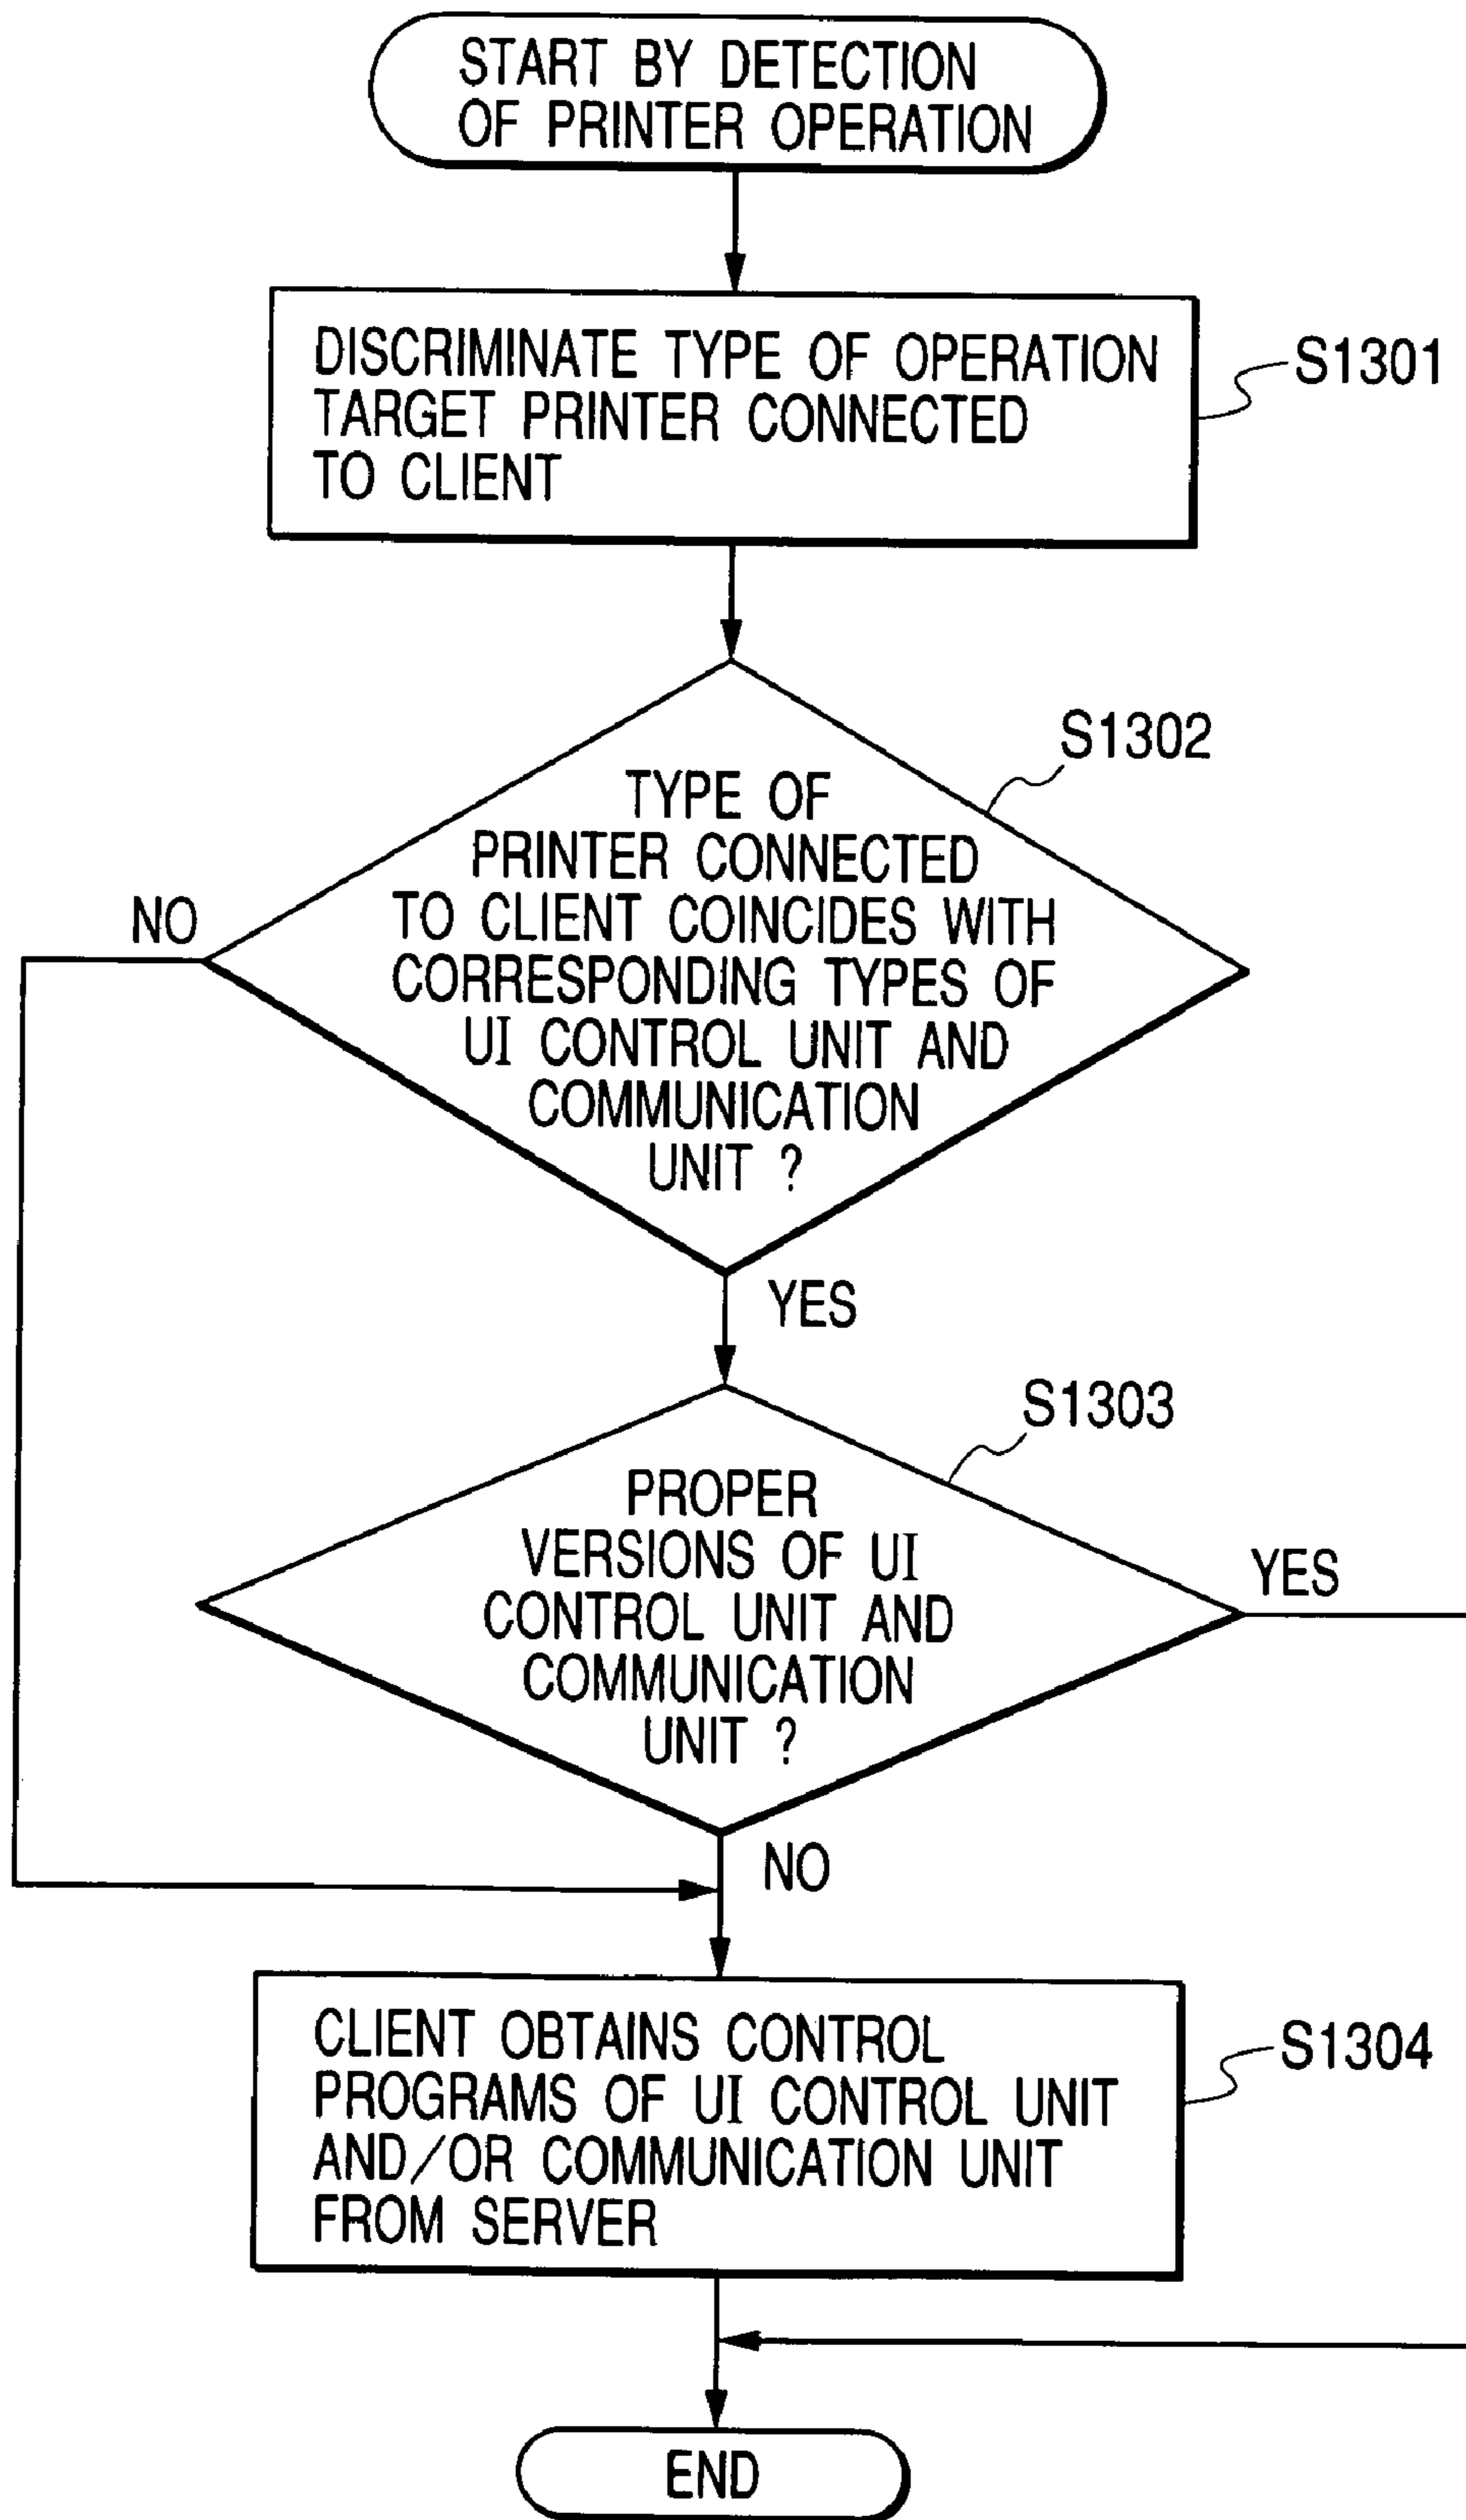 START BY DETECTION
OF PRINTER OPERATION
DISCRIMINATE TYPE OF OPERATION
TARGET PRINTER CONNECTED
TO CLIENT
S1301
S1302
TYPE OF
PRINTER CONNECTED
TO CLIENT COINCIDES WITH
CORRESPONDING TYPES OF
UI CONTROL UNIT AND
COMMUNICATION
UNIT ?
NO
YES
S1303
PROPER
VERSIONS OF UI
CONTROL UNIT AND
COMMUNICATION
UNIT ?
YES
NO
CLIENT OBTAINS CONTROL
PROGRAMS OF UI CONTROL UNIT
AND/OR COMMUNICATION UNIT
FROM SERVER
S1304
END